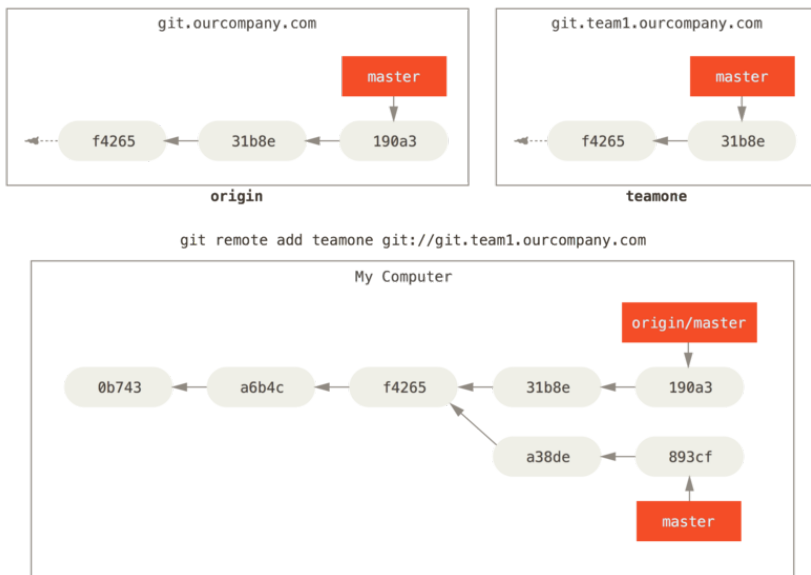 git.ourcompany.com
master
f4265
31b8e
190a3
origin
git.team1.ourcompany.com
master
f4265
31b8e
teamone
git remote add teamone git://git.team1.ourcompany.com
My Computer
origin/master
0b743
a6b4c
f4265
31b8e
190a3
a38de
893cf
master